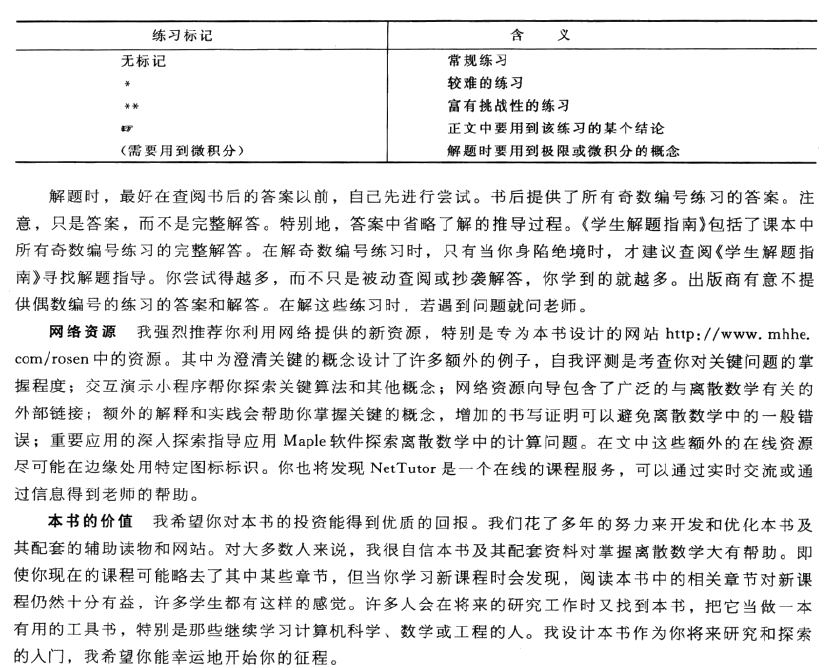 练习标记 含 义
无标记 常规练习
* 较难的练习
** 富有挑战性的练习
☞ 正文中要用到该练习的某个结论
(需要用到微积分) 解题时要用到极限或微积分的概念
解题时，最好在查阅书后的答案以前，自己先进行尝试。书后提供了所有奇数编号练习的答案。注
意，只是答案，而不是完整解答。特别地，答案中省略了解的推导过程。《学生解题指南》包括了课本中
所有奇数编号练习的完整解答。在解奇数编号练习时，只有当你身陷绝境时，才建议查阅《学生解题指
南》寻找解题指导。你尝试得越多，而不只是被动查阅或抄袭解答，你学到的就越多。出版商有意不提
供偶数编号的练习的答案和解答。在解这些练习时，若遇到问题就问老师。
网络资源 我强烈推荐你利用网络提供的新资源，特别是专为本书设计的网站 http://www.mhhe.
com/rosen 中的资源。其中为澄清关键的概念设计了许多额外的例子，自我评测是考查你对关键问题的掌
握程度；交互演示小程序帮你探索关键算法和其他概念；网络资源向导包含了广泛的与离散数学有关的
外部链接；额外的解释和实践会帮助你掌握关键的概念，增加的书写证明可以避免离散数学中的一般错
误；重要应用的深入探索指导应用 Maple 软件探索离散数学中的计算问题。在文中这些额外的在线资源
尽可能在边缘处用特定图标标识。你也将发现 NetTutor 是一个在线的课程服务，可以通过实时交流或通
过信息得到老师的帮助。
本书的价值 我希望你对本书的投资能得到优质的回报。我们花了多年的努力来开发和优化本书及
其配套的辅助读物和网站。对大多数人来说，我很自信本书及其配套资料对掌握离散数学大有帮助。即
使你现在的课程可能略去了其中某些章节，但当你学习新课程时会发现，阅读本书中的相关章节对新课
程仍然十分有益，许多学生都有这样的感觉。许多人会在将来的研究工作时又找到本书，把它当做一本
有用的工具书，特别是那些继续学习计算机科学、数学或工程的人。我设计本书作为你将来研究和探索
的入门，我希望你能幸运地开始你的征程。